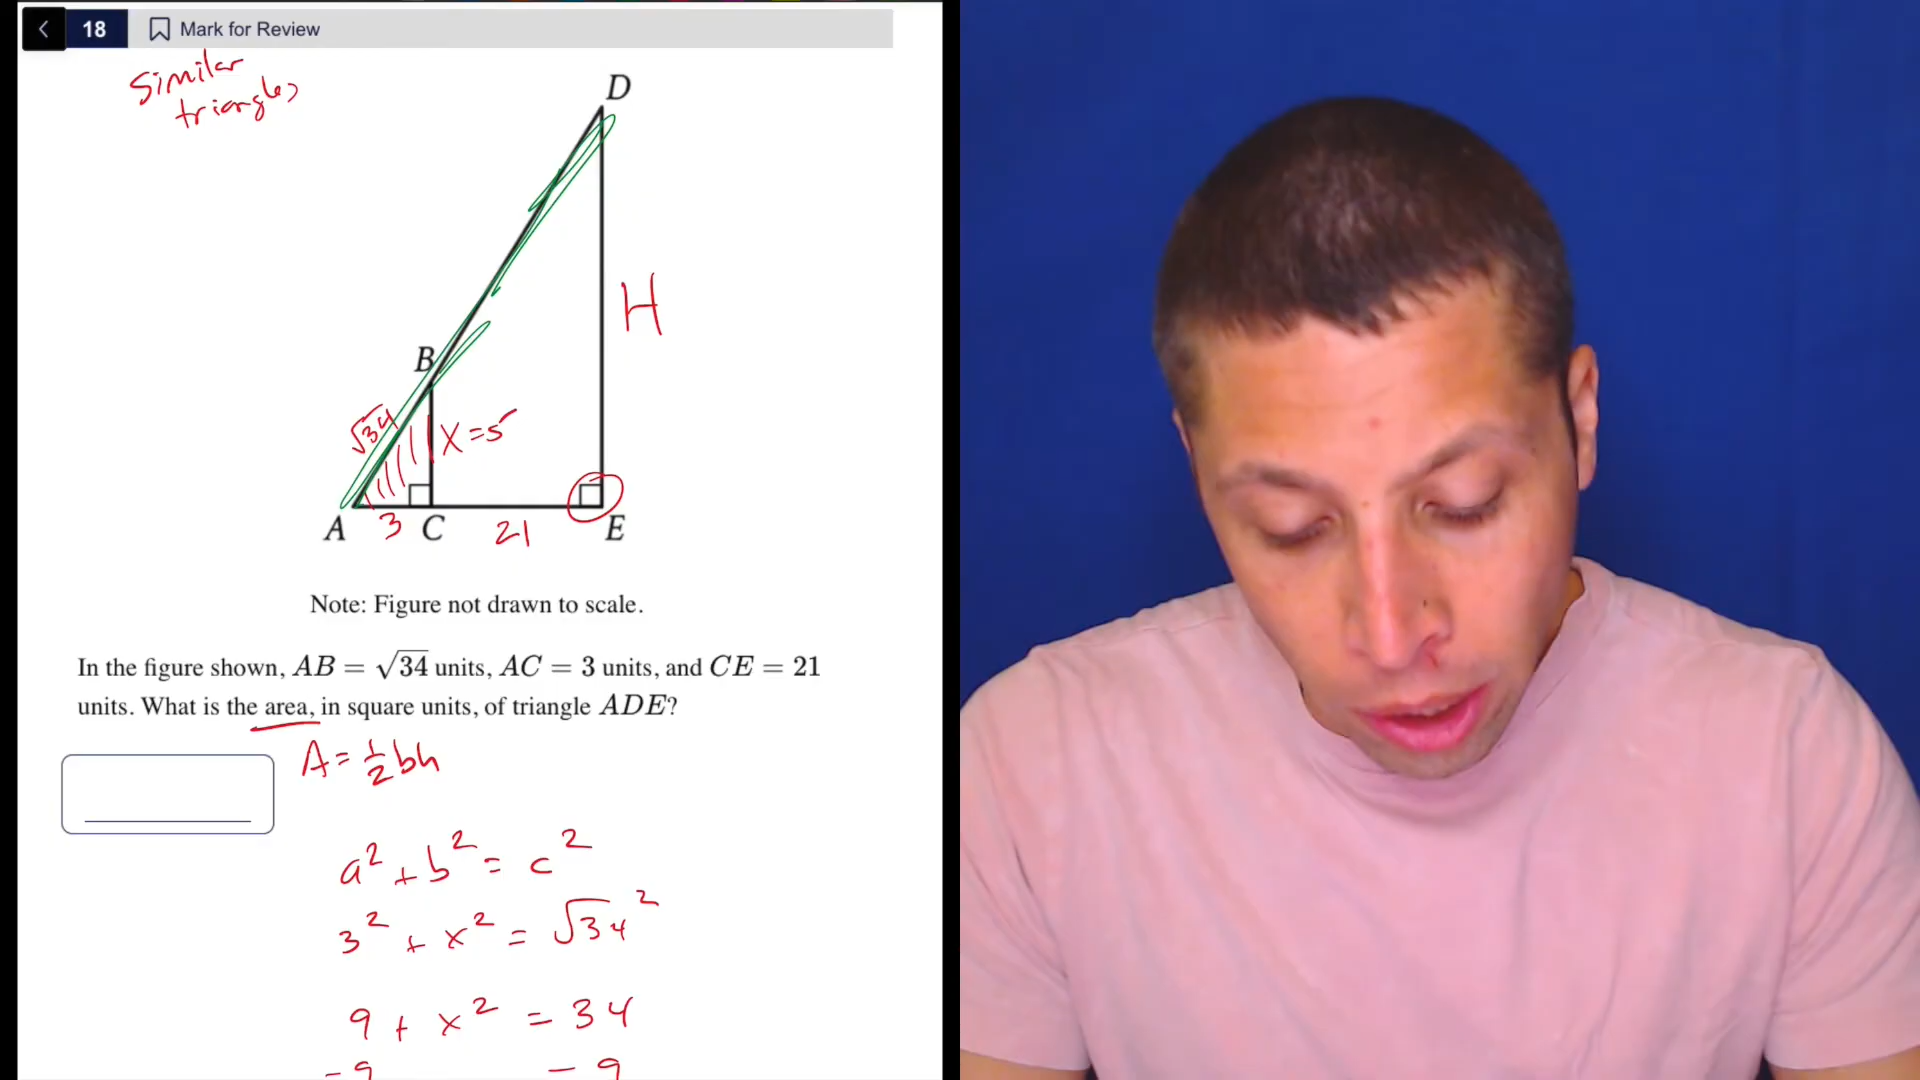 18 Mark for Review
Similar
triangles
D
H
B
√34
X=5
A 3 C 21 E
Note: Figure not drawn to scale.
In the figure shown, AB = √34 units, AC = 3 units, and CE = 21
units. What is the area, in square units, of triangle ADE?
A = 1/2 bh
a² + b² = c²
3² + x² = √34²
9 + x² = 34
-9 -9